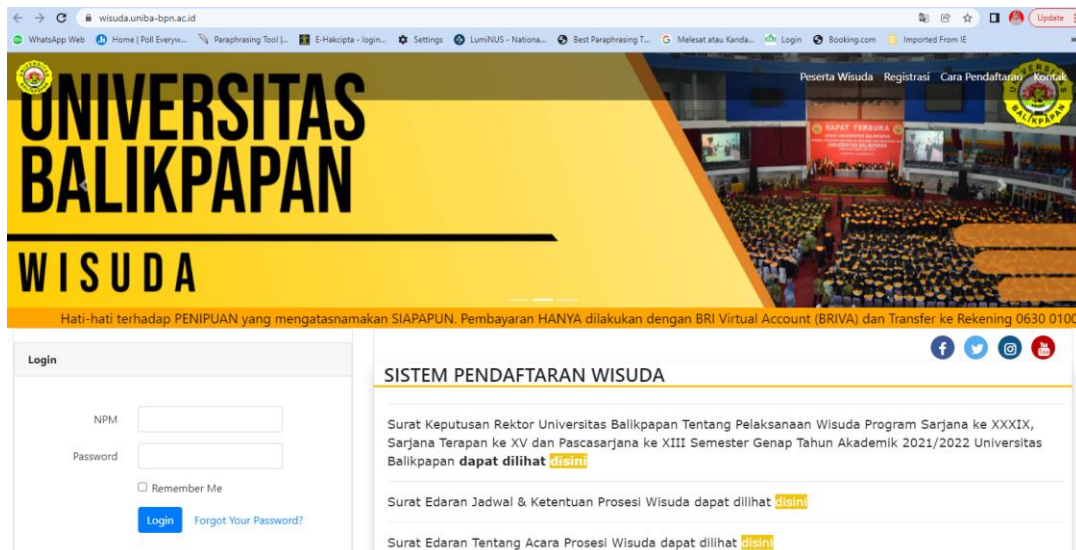 wisuda.uniba-bpn.ac.id
Update
WhatsApp Web Home | Poll Everyw... Paraphrasing Tool |... E-Hakcipta - login... Settings LumiNUS - Nationa... Best Paraphrasing T... Melesat atau Kanda... Login Booking.com Imported From IE
Peserta Wisuda Registrasi Cara Pendaftaran Kontak
UNIVERSITAS
BALIKPAPAN
WISUDA
RAPAT TERBUKA
BALIKPAPAN
Hati-hati terhadap PENIPUAN yang mengatasnamakan SIAPAPUN. Pembayaran HANYA dilakukan dengan BRI Virtual Account (BRIVA) dan Transfer ke Rekening 0630 0100
Login
NPM
Password
Remember Me
Login Forgot Your Password?
SISTEM PENDAFTARAN WISUDA
Surat Keputusan Rektor Universitas Balikpapan Tentang Pelaksanaan Wisuda Program Sarjana ke XXXIX,
Sarjana Terapan ke XV dan Pascasarjana ke XIII Semester Genap Tahun Akademik 2021/2022 Universitas
Balikpapan dapat dilihat disini
Surat Edaran Jadwal & Ketentuan Prosesi Wisuda dapat dilihat disini
Surat Edaran Tentang Acara Prosesi Wisuda dapat dilihat disini